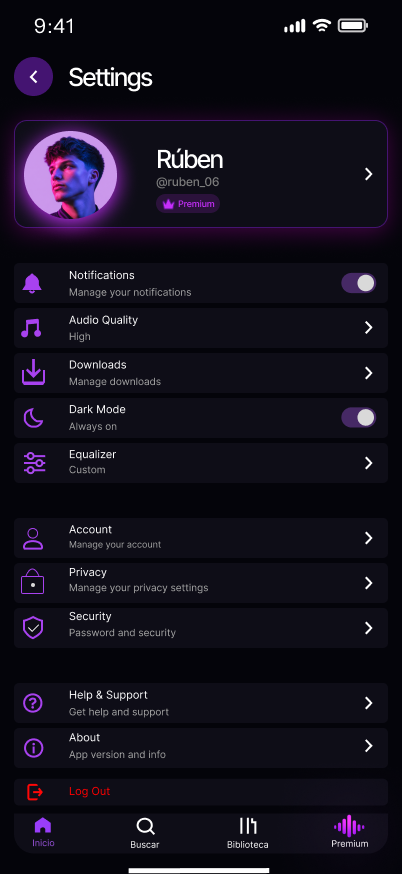 9:41
Settings
Rúben
@ruben_06
Premium
Notifications
Manage your notifications
Audio Quality
High
Downloads
Manage downloads
Dark Mode
Always on
Equalizer
Custom
Account
Manage your account
Privacy
Manage your privacy settings
Security
Password and security
Help & Support
Get help and support
About
App version and info
Log Out
Inicio
Buscar
Biblioteca
Premium